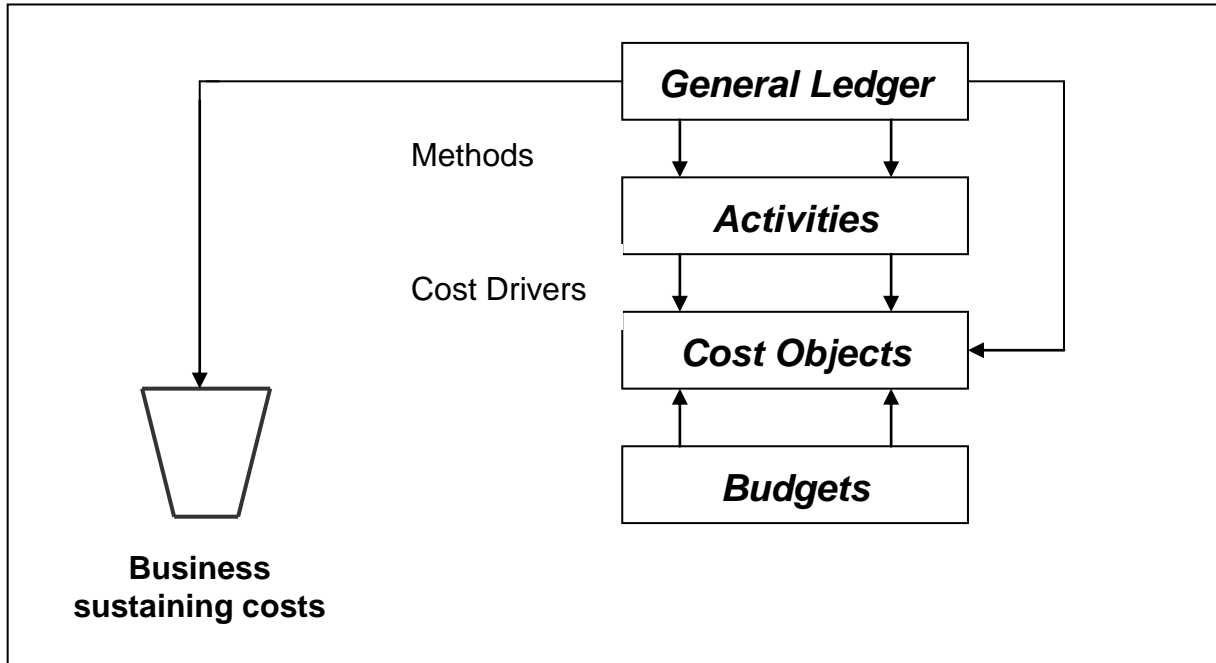 General Ledger
Methods
Activities
Cost Drivers
Cost Objects
Budgets
Business
sustaining costs